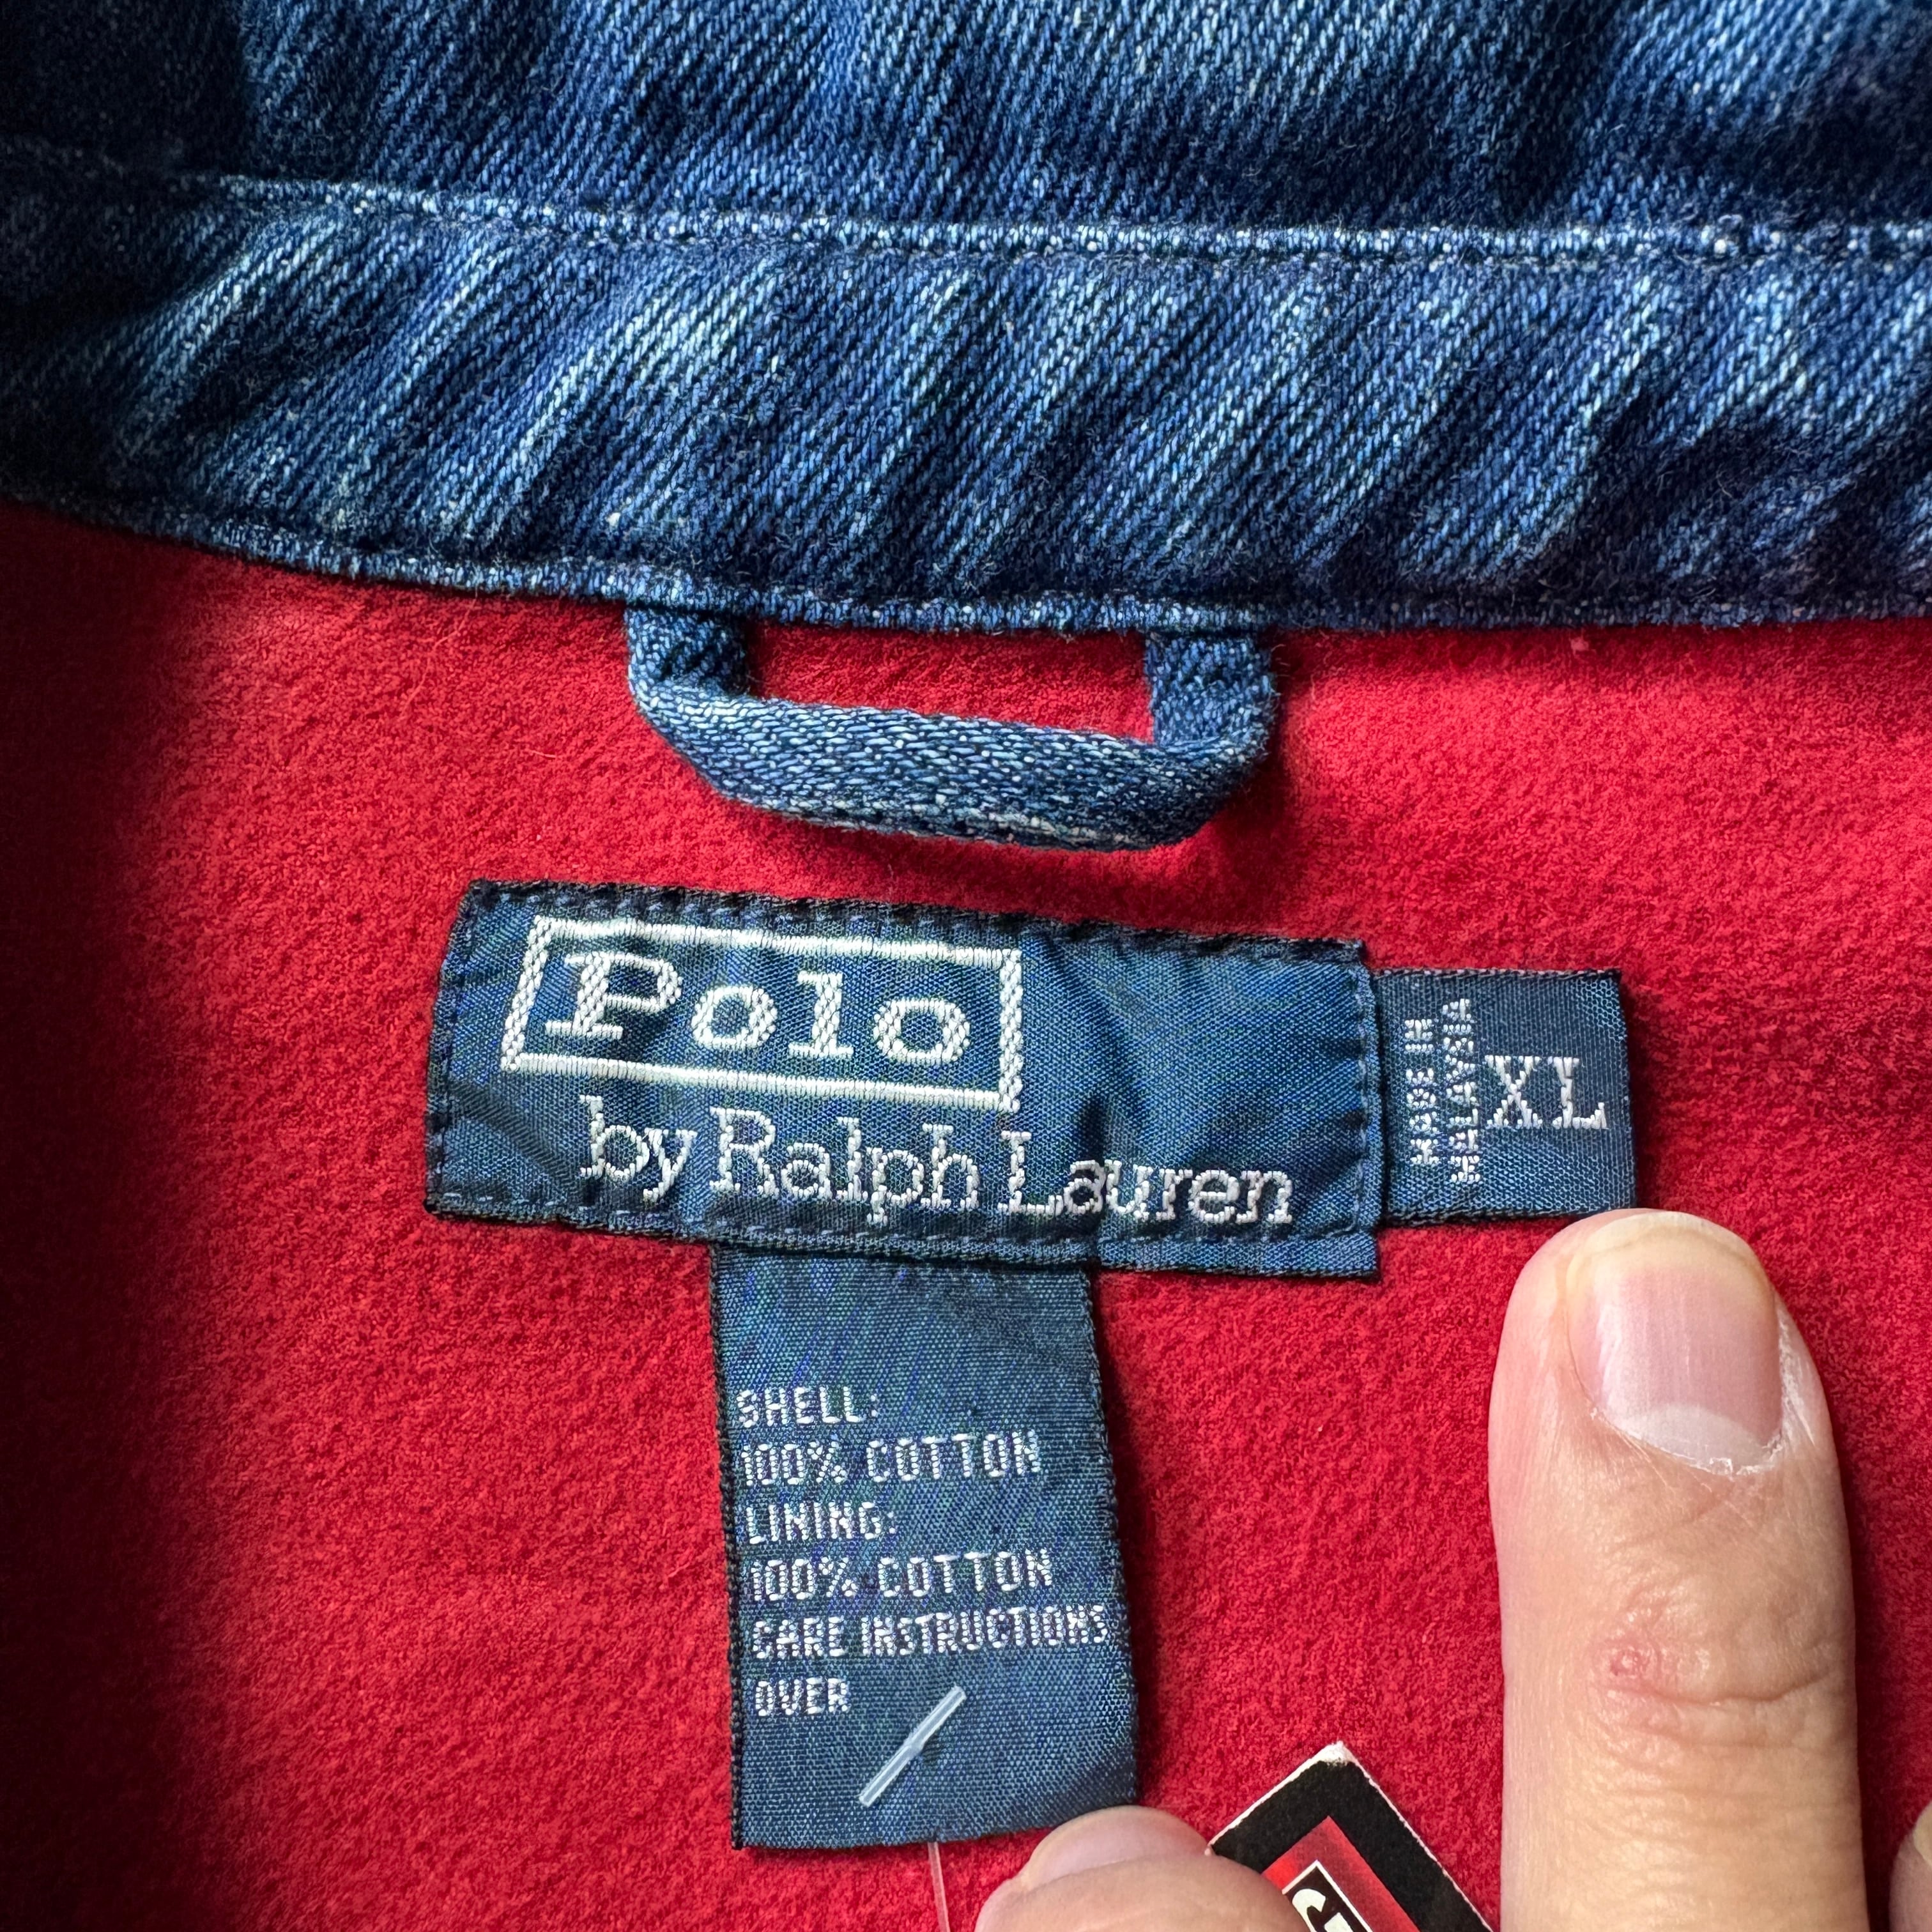 Polo
by Ralph Lauren
MADE IN
MALAYSIA
XL
SHELL:
100% COTTON
LINING:
100% COTTON
CARE INSTRUCTIONS
OVER